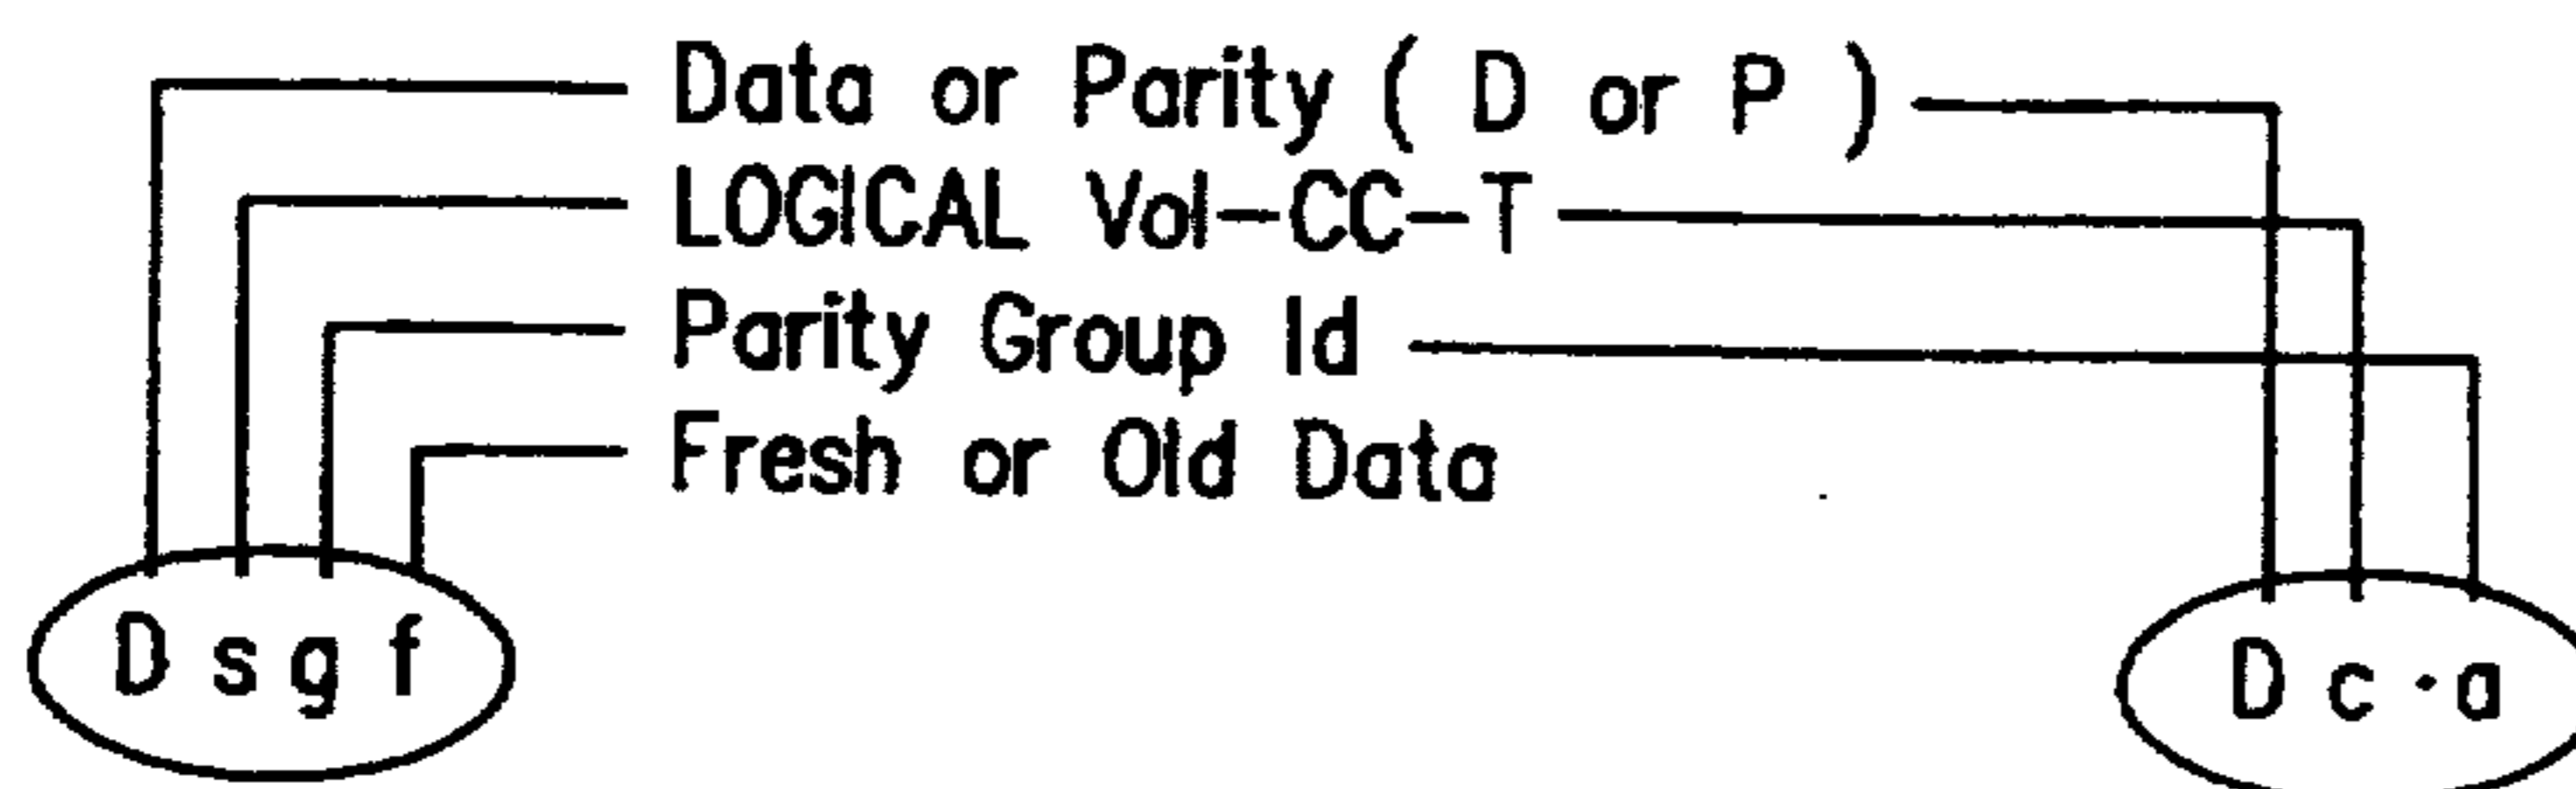 Data or Parity ( D or P )
LOGICAL Vol-CC-T
Parity Group Id
Fresh or Old Data
D s g f
D c · a